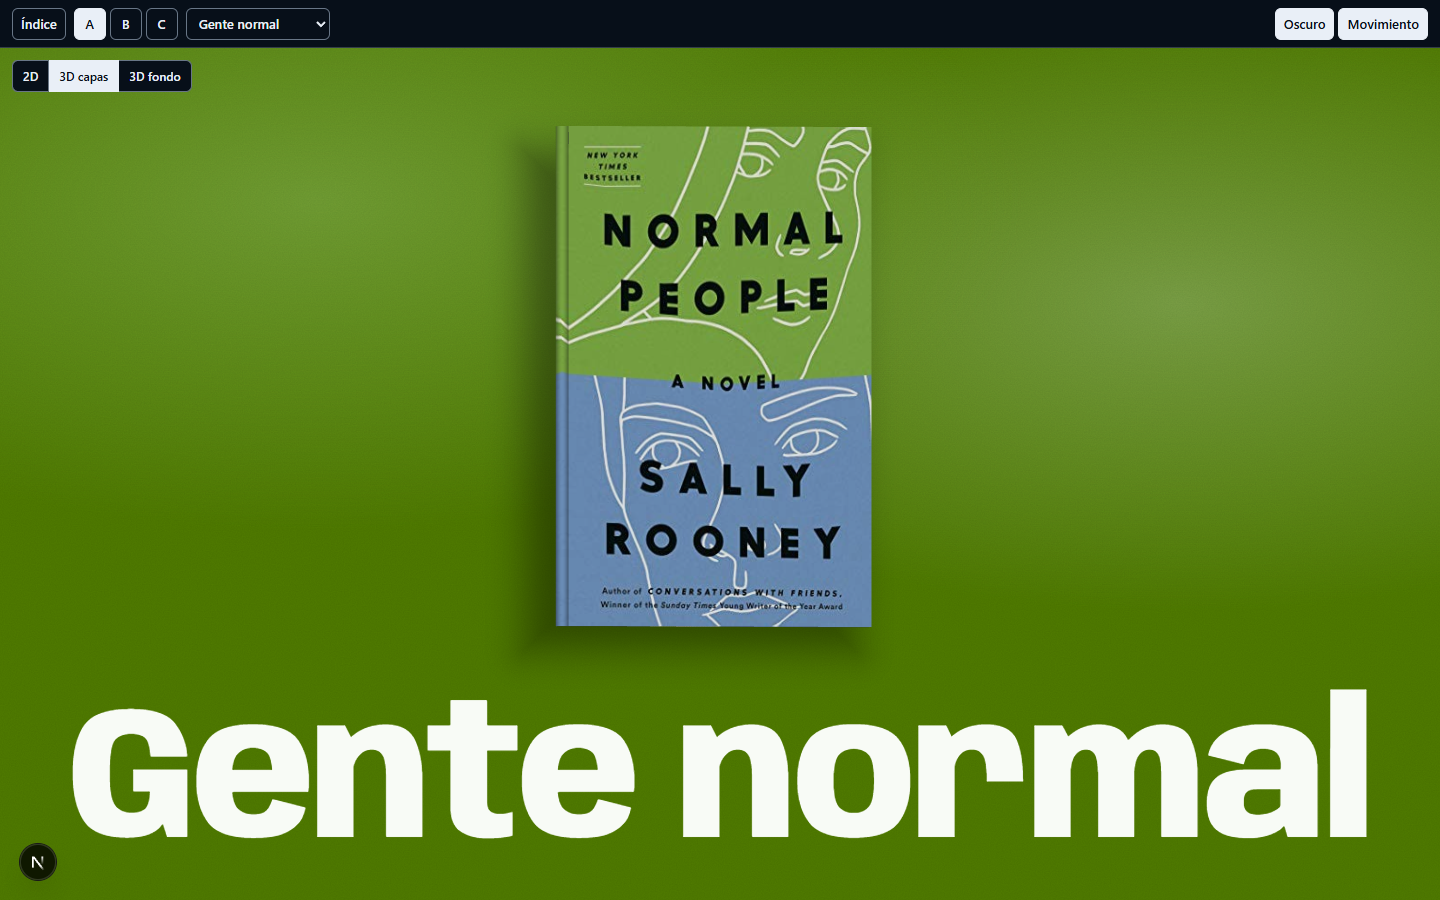 Índice A B C Gente normal Oscuro Movimiento
2D 3D capas 3D fondo
NEW YORK
TIMES
BESTSELLER
NORMAL
PEOPLE
A NOVEL
SALLY
ROONEY
Author of CONVERSATIONS WITH FRIENDS,
Winner of the Sunday Times Young Writer of the Year Award
Gente normal
N